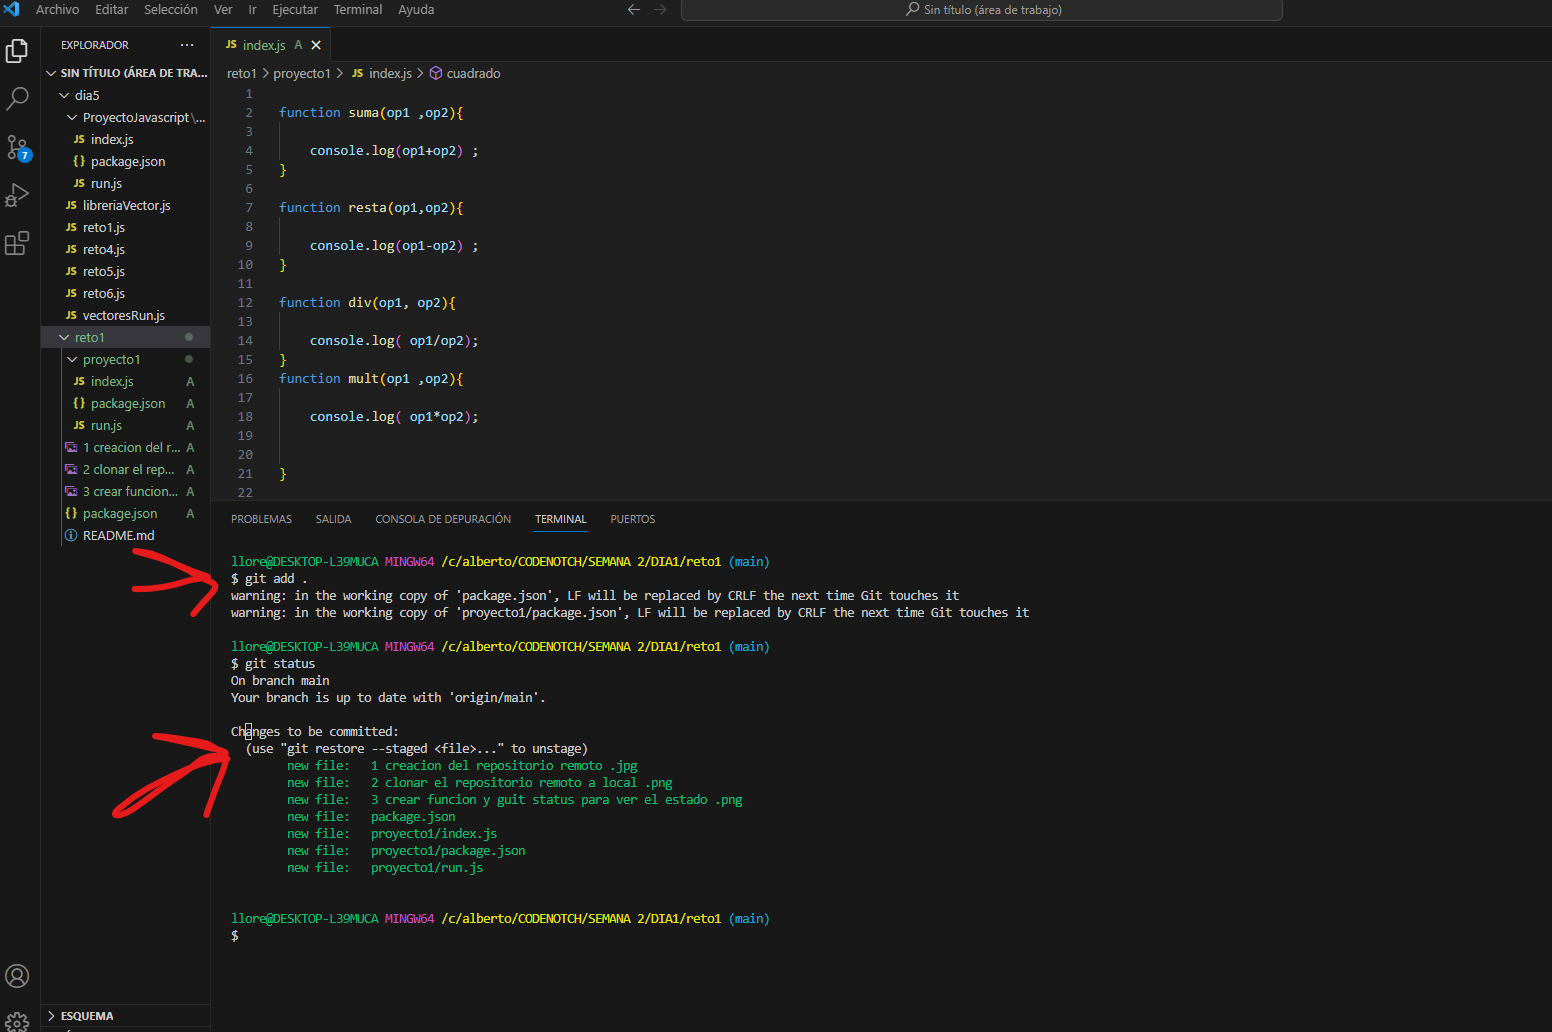 Archivo Editar Selección Ver Ir Ejecutar Terminal Ayuda
Sin título (área de trabajo)
EXPLORADOR ...
SIN TÍTULO (ÁREA DE TRA...
dia5
ProyectoJavascript\...
JS index.js
{} package.json
JS run.js
JS libreriaVector.js
JS reto1.js
JS reto4.js
JS reto5.js
JS reto6.js
JS vectoresRun.js
reto1
proyecto1
JS index.js A
{} package.json A
JS run.js A
1 creacion del r... A
2 clonar el rep... A
3 crear funcion... A
{} package.json A
README.md
7
ESQUEMA
JS index.js A
reto1 > proyecto1 > JS index.js > cuadrado
1
2 function suma(op1 ,op2){
3
4 console.log(op1+op2) ;
5 }
6
7 function resta(op1,op2){
8
9 console.log(op1-op2) ;
10 }
11
12 function div(op1, op2){
13
14 console.log( op1/op2);
15 }
16 function mult(op1 ,op2){
17
18 console.log( op1*op2);
19
20
21 }
22
PROBLEMAS SALIDA CONSOLA DE DEPURACIÓN TERMINAL PUERTOS
llore@DESKTOP-L39MUCA MINGW64 /c/alberto/CODENOTCH/SEMANA 2/DIA1/reto1 (main)
$ git add .
warning: in the working copy of 'package.json', LF will be replaced by CRLF the next time Git touches it
warning: in the working copy of 'proyecto1/package.json', LF will be replaced by CRLF the next time Git touches it
llore@DESKTOP-L39MUCA MINGW64 /c/alberto/CODENOTCH/SEMANA 2/DIA1/reto1 (main)
$ git status
On branch main
Your branch is up to date with 'origin/main'.
Changes to be committed:
(use "git restore --staged <file>..." to unstage)
new file: 1 creacion del repositorio remoto .jpg
new file: 2 clonar el repositorio remoto a local .png
new file: 3 crear funcion y guit status para ver el estado .png
new file: package.json
new file: proyecto1/index.js
new file: proyecto1/package.json
new file: proyecto1/run.js
llore@DESKTOP-L39MUCA MINGW64 /c/alberto/CODENOTCH/SEMANA 2/DIA1/reto1 (main)
$